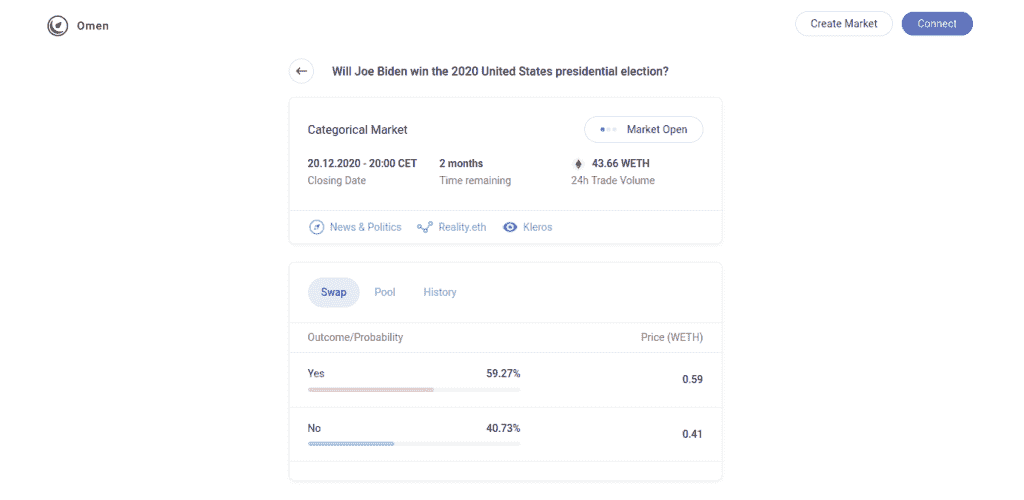 Omen
Create Market
Connect
Will Joe Biden win the 2020 United States presidential election?
Categorical Market
Market Open
20.12.2020 - 20:00 CET
2 months
43.66 WETH
Closing Date
Time remaining
24h Trade Volume
News & Politics
Reality.eth
Kleros
Swap
Pool
History
Outcome/Probability
Price (WETH)
Yes
59.27%
0.59
No
40.73%
0.41